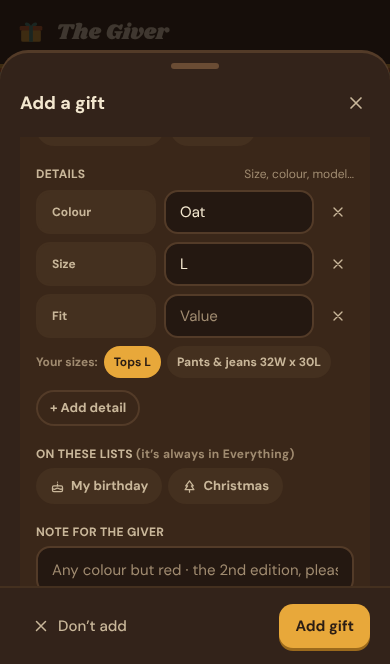 The Giver
Add a gift
DETAILS Size, colour, model...
Colour Oat
Size L
Fit Value
Your sizes: Tops L Pants & jeans 32W x 30L
+ Add detail
ON THESE LISTS (it's always in Everything)
My birthday Christmas
NOTE FOR THE GIVER
Any colour but red · the 2nd edition, pleas
Don't add Add gift